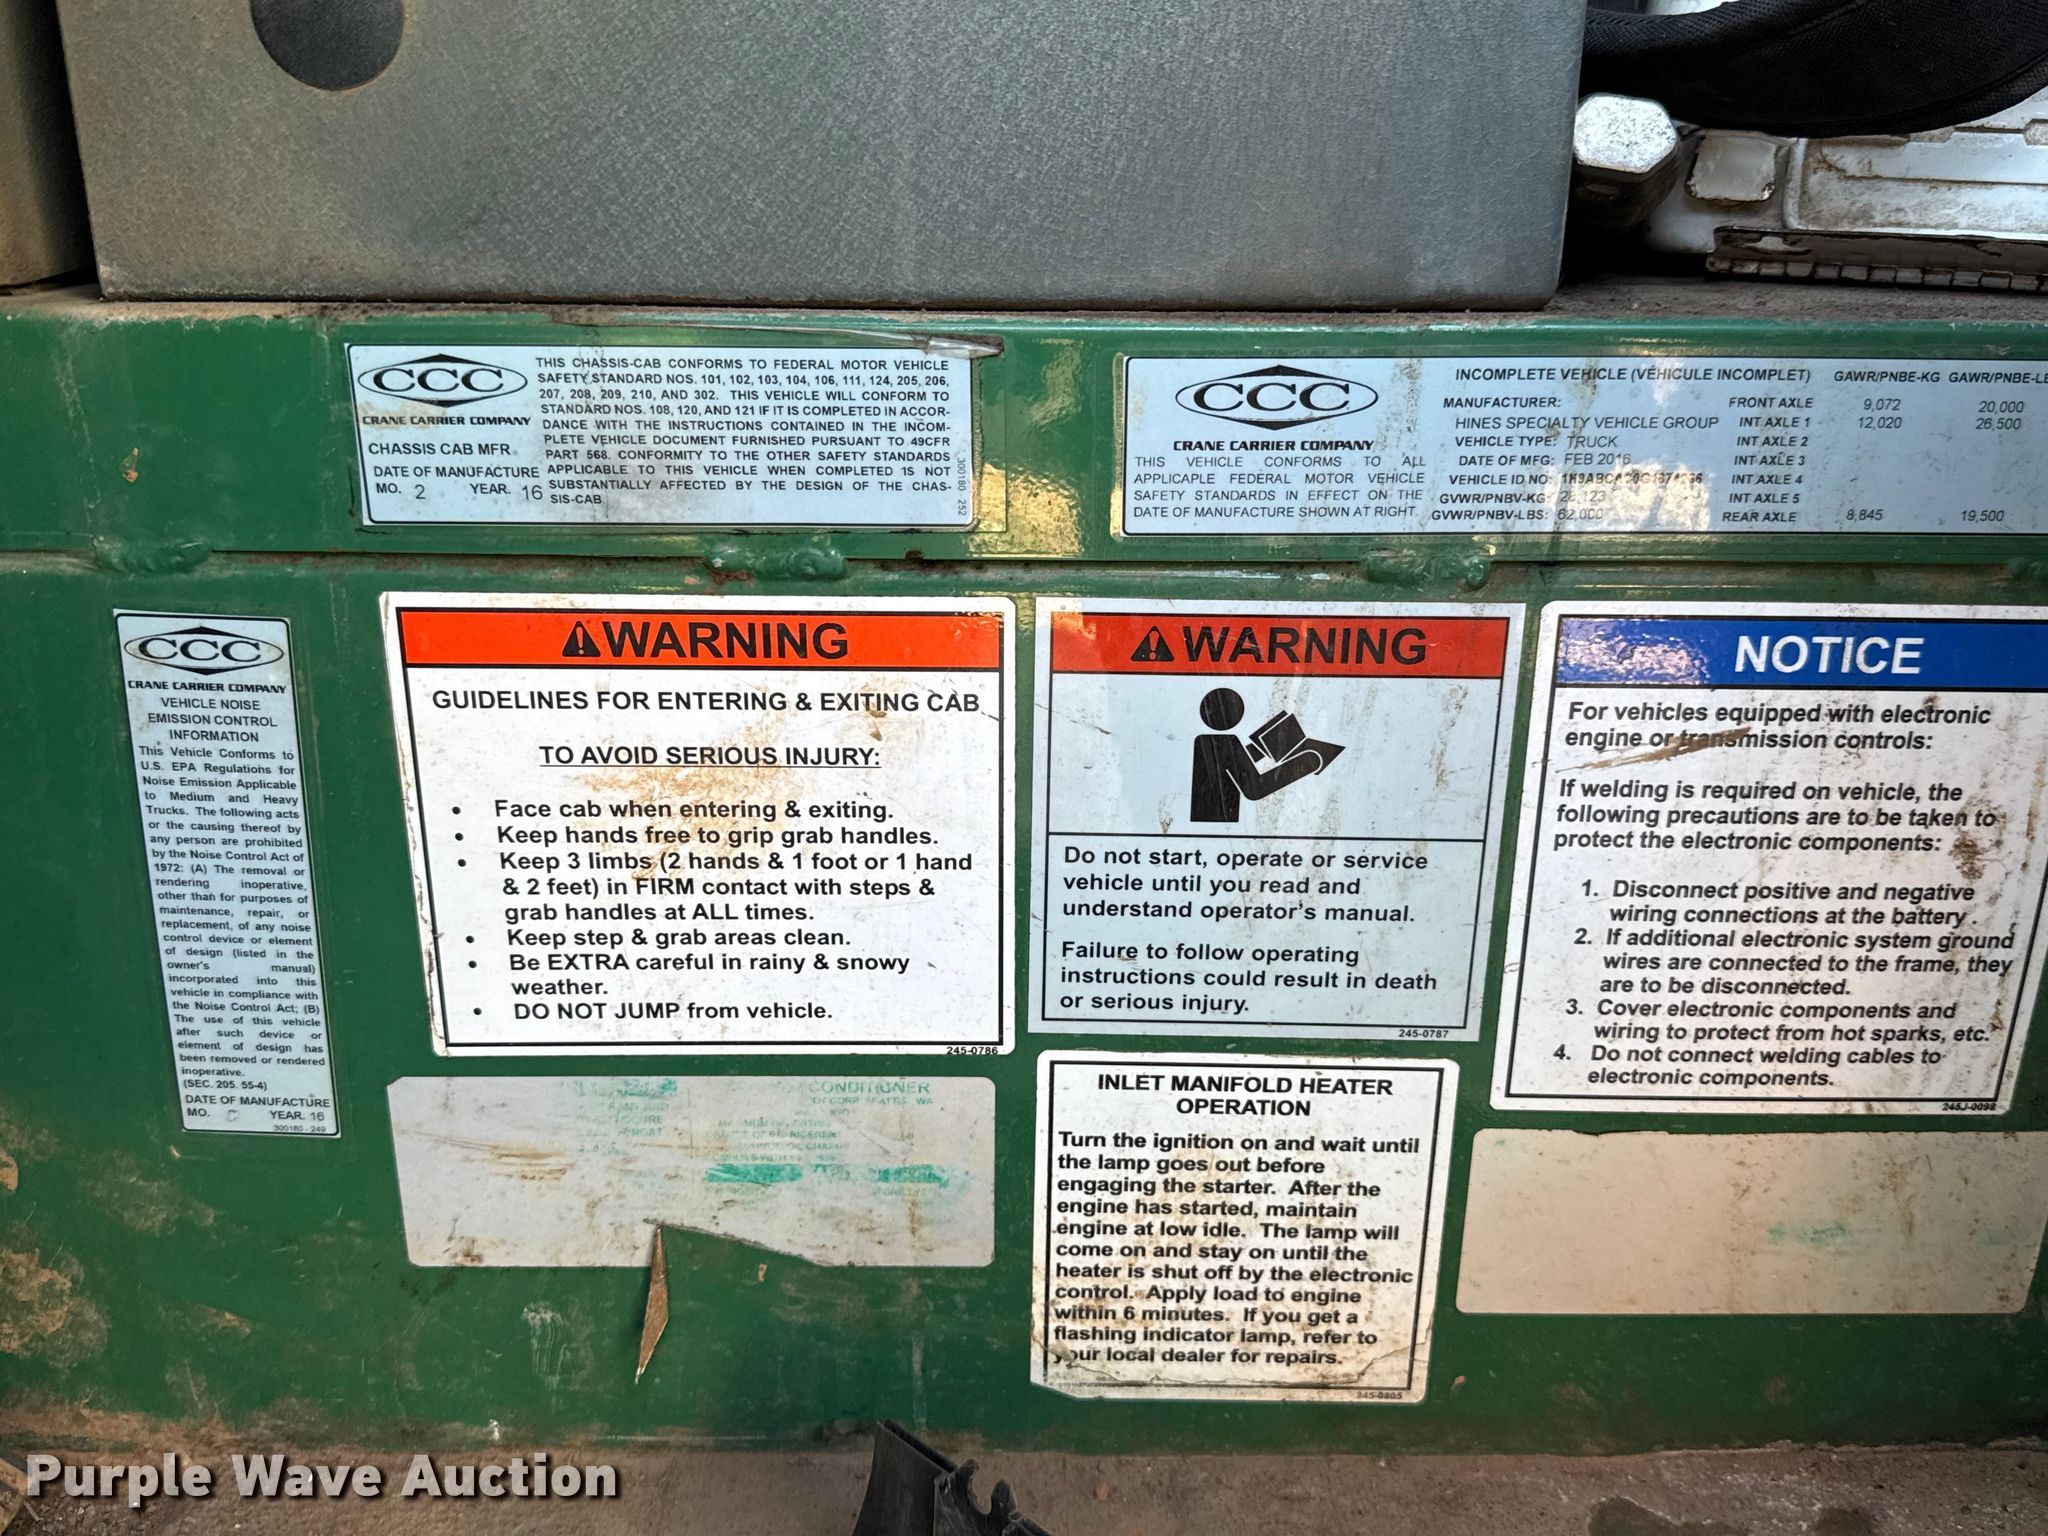 CCC
CRANE CARRIER COMPANY
CHASSIS CAB MFR.
DATE OF MANUFACTURE
MO. 2 YEAR. 16
THIS CHASSIS-CAB CONFORMS TO FEDERAL MOTOR VEHICLE
SAFETY STANDARD NOS. 101, 102, 103, 104, 106, 111, 124, 205, 206,
207, 208, 209, 210, AND 302. THIS VEHICLE WILL CONFORM TO
STANDARD NOS. 108, 120, AND 121 IF IT IS COMPLETED IN ACCOR-
DANCE WITH THE INSTRUCTIONS CONTAINED IN THE INCOM-
PLETE VEHICLE DOCUMENT FURNISHED PURSUANT TO 49CFR
PART 568. CONFORMITY TO THE OTHER SAFETY STANDARDS
APPLICABLE TO THIS VEHICLE WHEN COMPLETED IS NOT
SUBSTANTIALLY AFFECTED BY THE DESIGN OF THE CHAS-
SIS-CAB.
300180 - 252
CCC
CRANE CARRIER COMPANY
THIS VEHICLE CONFORMS TO ALL
APPLICAPLE FEDERAL MOTOR VEHICLE
SAFETY STANDARDS IN EFFECT ON THE
DATE OF MANUFACTURE SHOWN AT RIGHT.
INCOMPLETE VEHICLE (VÉHICULE INCOMPLET) GAWR/PNBE-KG GAWR/PNBE-LB
MANUFACTURER: FRONT AXLE 9,072 20,000
HINES SPECIALTY VEHICLE GROUP INT AXLE 1 12,020 26,500
VEHICLE TYPE: TRUCK INT AXLE 2
DATE OF MFG: FEB 2016 INT AXLE 3
VEHICLE ID NO: INT AXLE 4
GVWR/PNBV-KG: 28,123 INT AXLE 5
GVWR/PNBV-LBS: 62,000 REAR AXLE 8,845 19,500
CCC
CRANE CARRIER COMPANY
VEHICLE NOISE
EMISSION CONTROL
INFORMATION
This Vehicle Conforms to
U.S. EPA Regulations for
Noise Emission Applicable
to Medium and Heavy
Trucks. The following acts
or the causing thereof by
any person are prohibited
by the Noise Control Act of
1972: (A) The removal or
rendering inoperative,
other than for purposes of
maintenance, repair, or
replacement, of any noise
control device or element
of design (listed in the
owner's manual)
incorporated into this
vehicle in compliance with
the Noise Control Act; (B)
The use of this vehicle
after such device or
element of design has
been removed or rendered
inoperative.
(SEC. 205. 55-4)
DATE OF MANUFACTURE
MO. YEAR. 16
300180 - 249
WARNING
GUIDELINES FOR ENTERING & EXITING CAB
TO AVOID SERIOUS INJURY:
• Face cab when entering & exiting.
• Keep hands free to grip grab handles.
• Keep 3 limbs (2 hands & 1 foot or 1 hand
& 2 feet) in FIRM contact with steps &
grab handles at ALL times.
• Keep step & grab areas clean.
• Be EXTRA careful in rainy & snowy
weather.
• DO NOT JUMP from vehicle.
245-0786
WARNING
Do not start, operate or service
vehicle until you read and
understand operator's manual.
Failure to follow operating
instructions could result in death
or serious injury.
245-0787
NOTICE
For vehicles equipped with electronic
engine or transmission controls:
If welding is required on vehicle, the
following precautions are to be taken to
protect the electronic components:
1. Disconnect positive and negative
wiring connections at the battery .
2. If additional electronic system ground
wires are connected to the frame, they
are to be disconnected.
3. Cover electronic components and
wiring to protect from hot sparks, etc.
4. Do not connect welding cables to
electronic components.
245J-0098
CONDITIONER
INLET MANIFOLD HEATER
OPERATION
Turn the ignition on and wait until
the lamp goes out before
engaging the starter. After the
engine has started, maintain
engine at low idle. The lamp will
come on and stay on until the
heater is shut off by the electronic
control. Apply load to engine
within 6 minutes. If you get a
flashing indicator lamp, refer to
your local dealer for repairs.
245-0805
Purple Wave Auction